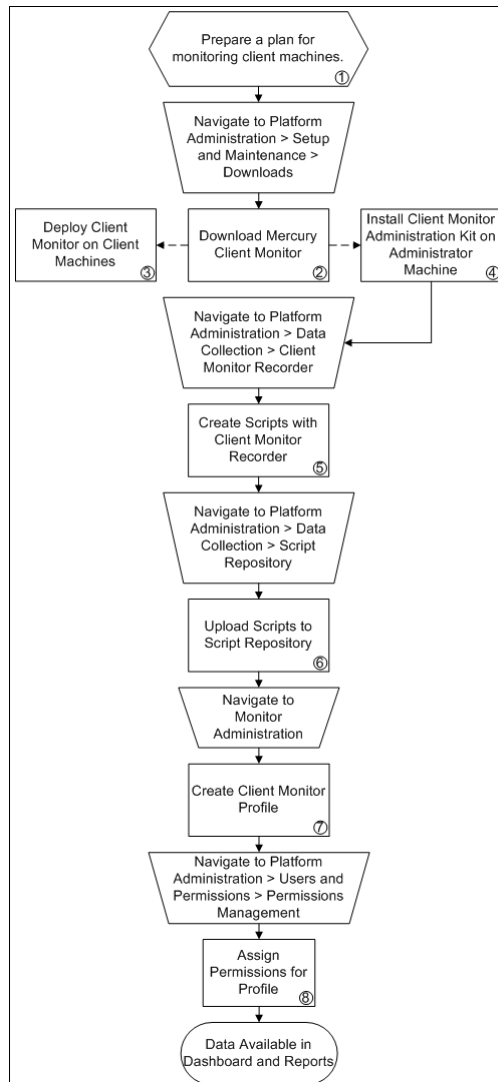 Prepare a plan for
monitoring client machines.
①
Navigate to Platform
Administration > Setup
and Maintenance >
Downloads
Deploy Client
Monitor on Client
Machines
③
Download Mercury
Client Monitor
②
Install Client Monitor
Administration Kit on
Administrator
Machine
④
Navigate to Platform
Administration > Data
Collection > Client
Monitor Recorder
Create Scripts with
Client Monitor
Recorder
⑤
Navigate to Platform
Administration > Data
Collection > Script
Repository
Upload Scripts to
Script Repository
⑥
Navigate to
Monitor
Administration
Create Client Monitor
Profile
⑦
Navigate to Platform
Administration > Users and
Permissions > Permissions
Management
Assign
Permissions for
Profile
⑧
Data Available in
Dashboard and Reports